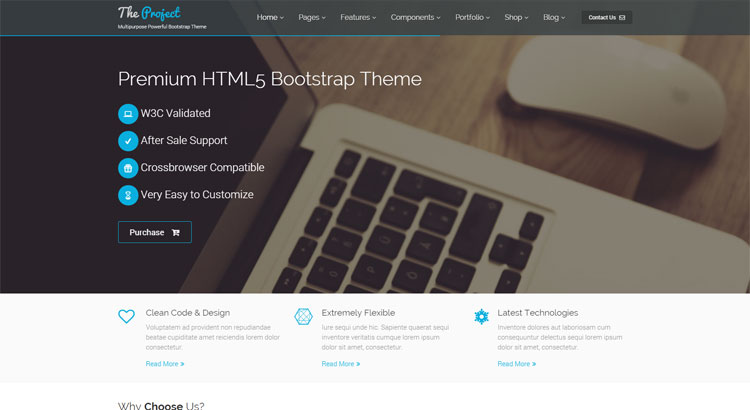 The Project
Multipurpose Powerful Bootstrap Theme
Home Pages Features Components Portfolio Shop Blog Contact Us
Premium HTML5 Bootstrap Theme
W3C Validated
After Sale Support
Crossbrowser Compatible
Very Easy to Customize
Purchase
Clean Code & Design
Voluptatem ad provident non repudiandae
beatae cupiditate amet reiciendis lorem dolor
consectetur.
Read More
Extremely Flexible
Iure sequi unde hic. Sapiente quaerat sequi
inventore veritatis cumque lorem ipsum
dolor sit amet, consectetur.
Read More
Latest Technologies
Inventore dolores aut laboriosam cum
consequuntur delectus sequi lorem ipsum
dolor sit amet, consectetur.
Read More
Why Choose Us?